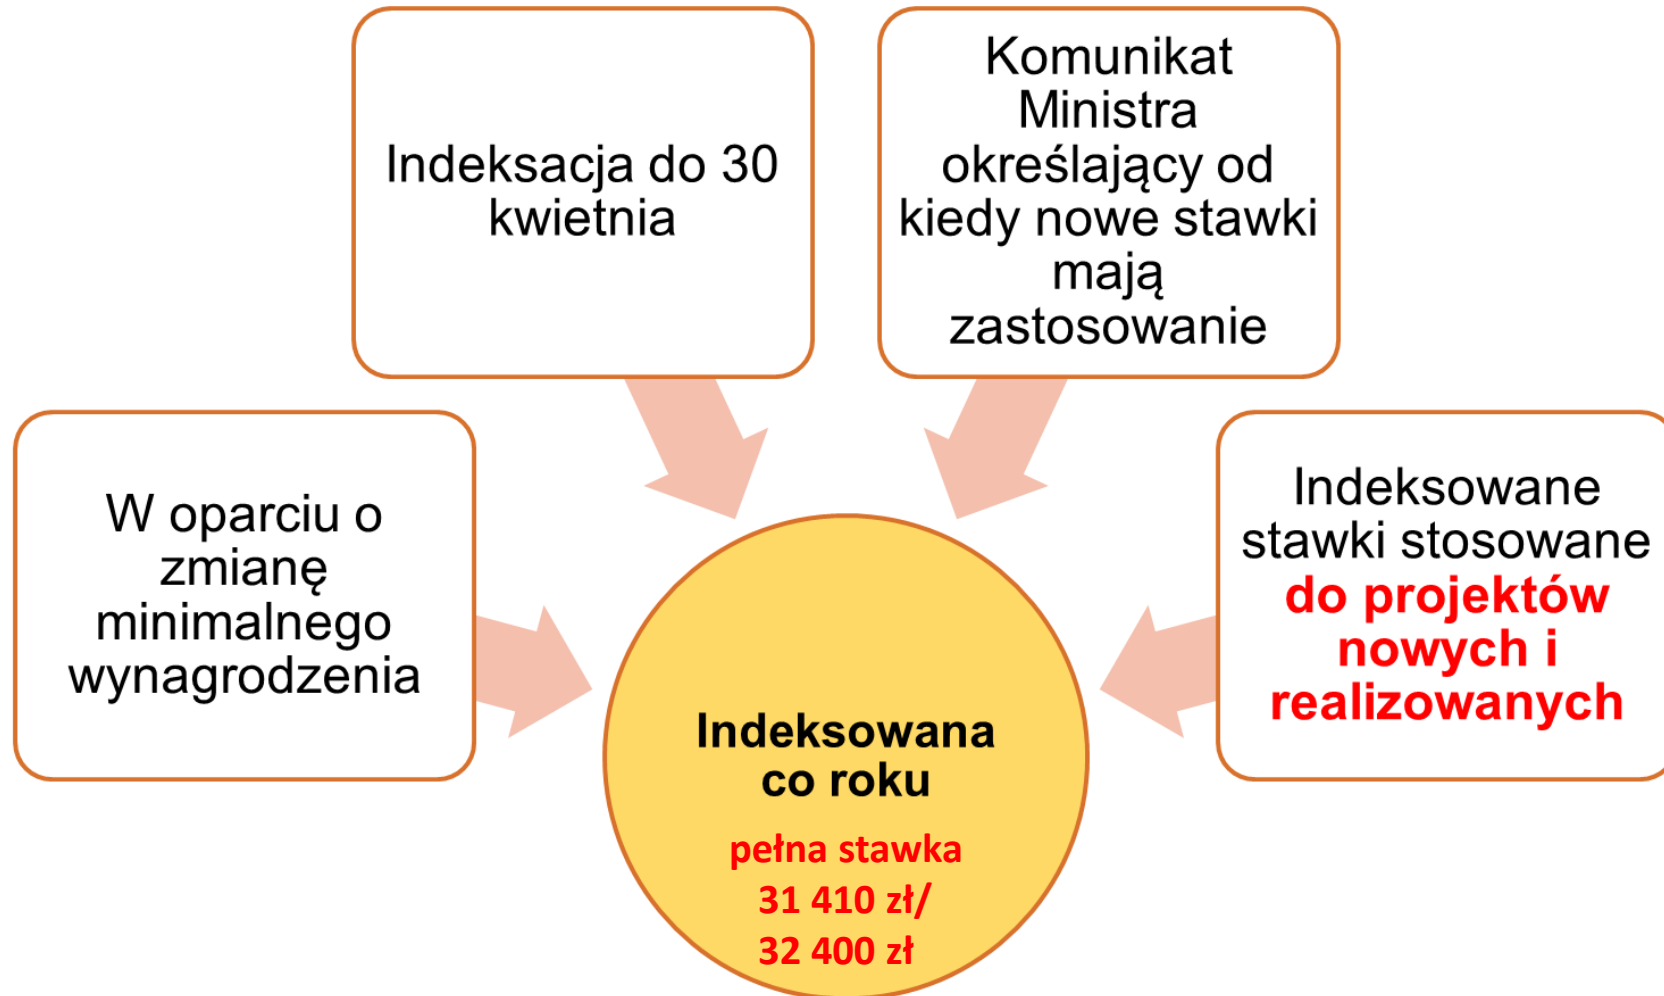 Indeksacja do 30
kwietnia
Komunikat
Ministra
określający od
kiedy nowe stawki
mają
zastosowanie
W oparciu o
zmianę
minimalnego
wynagrodzenia
Indeksowane
stawki stosowane
do projektów
nowych i
realizowanych
Indeksowana
co roku
pełna stawka
31 410 zł/
32 400 zł